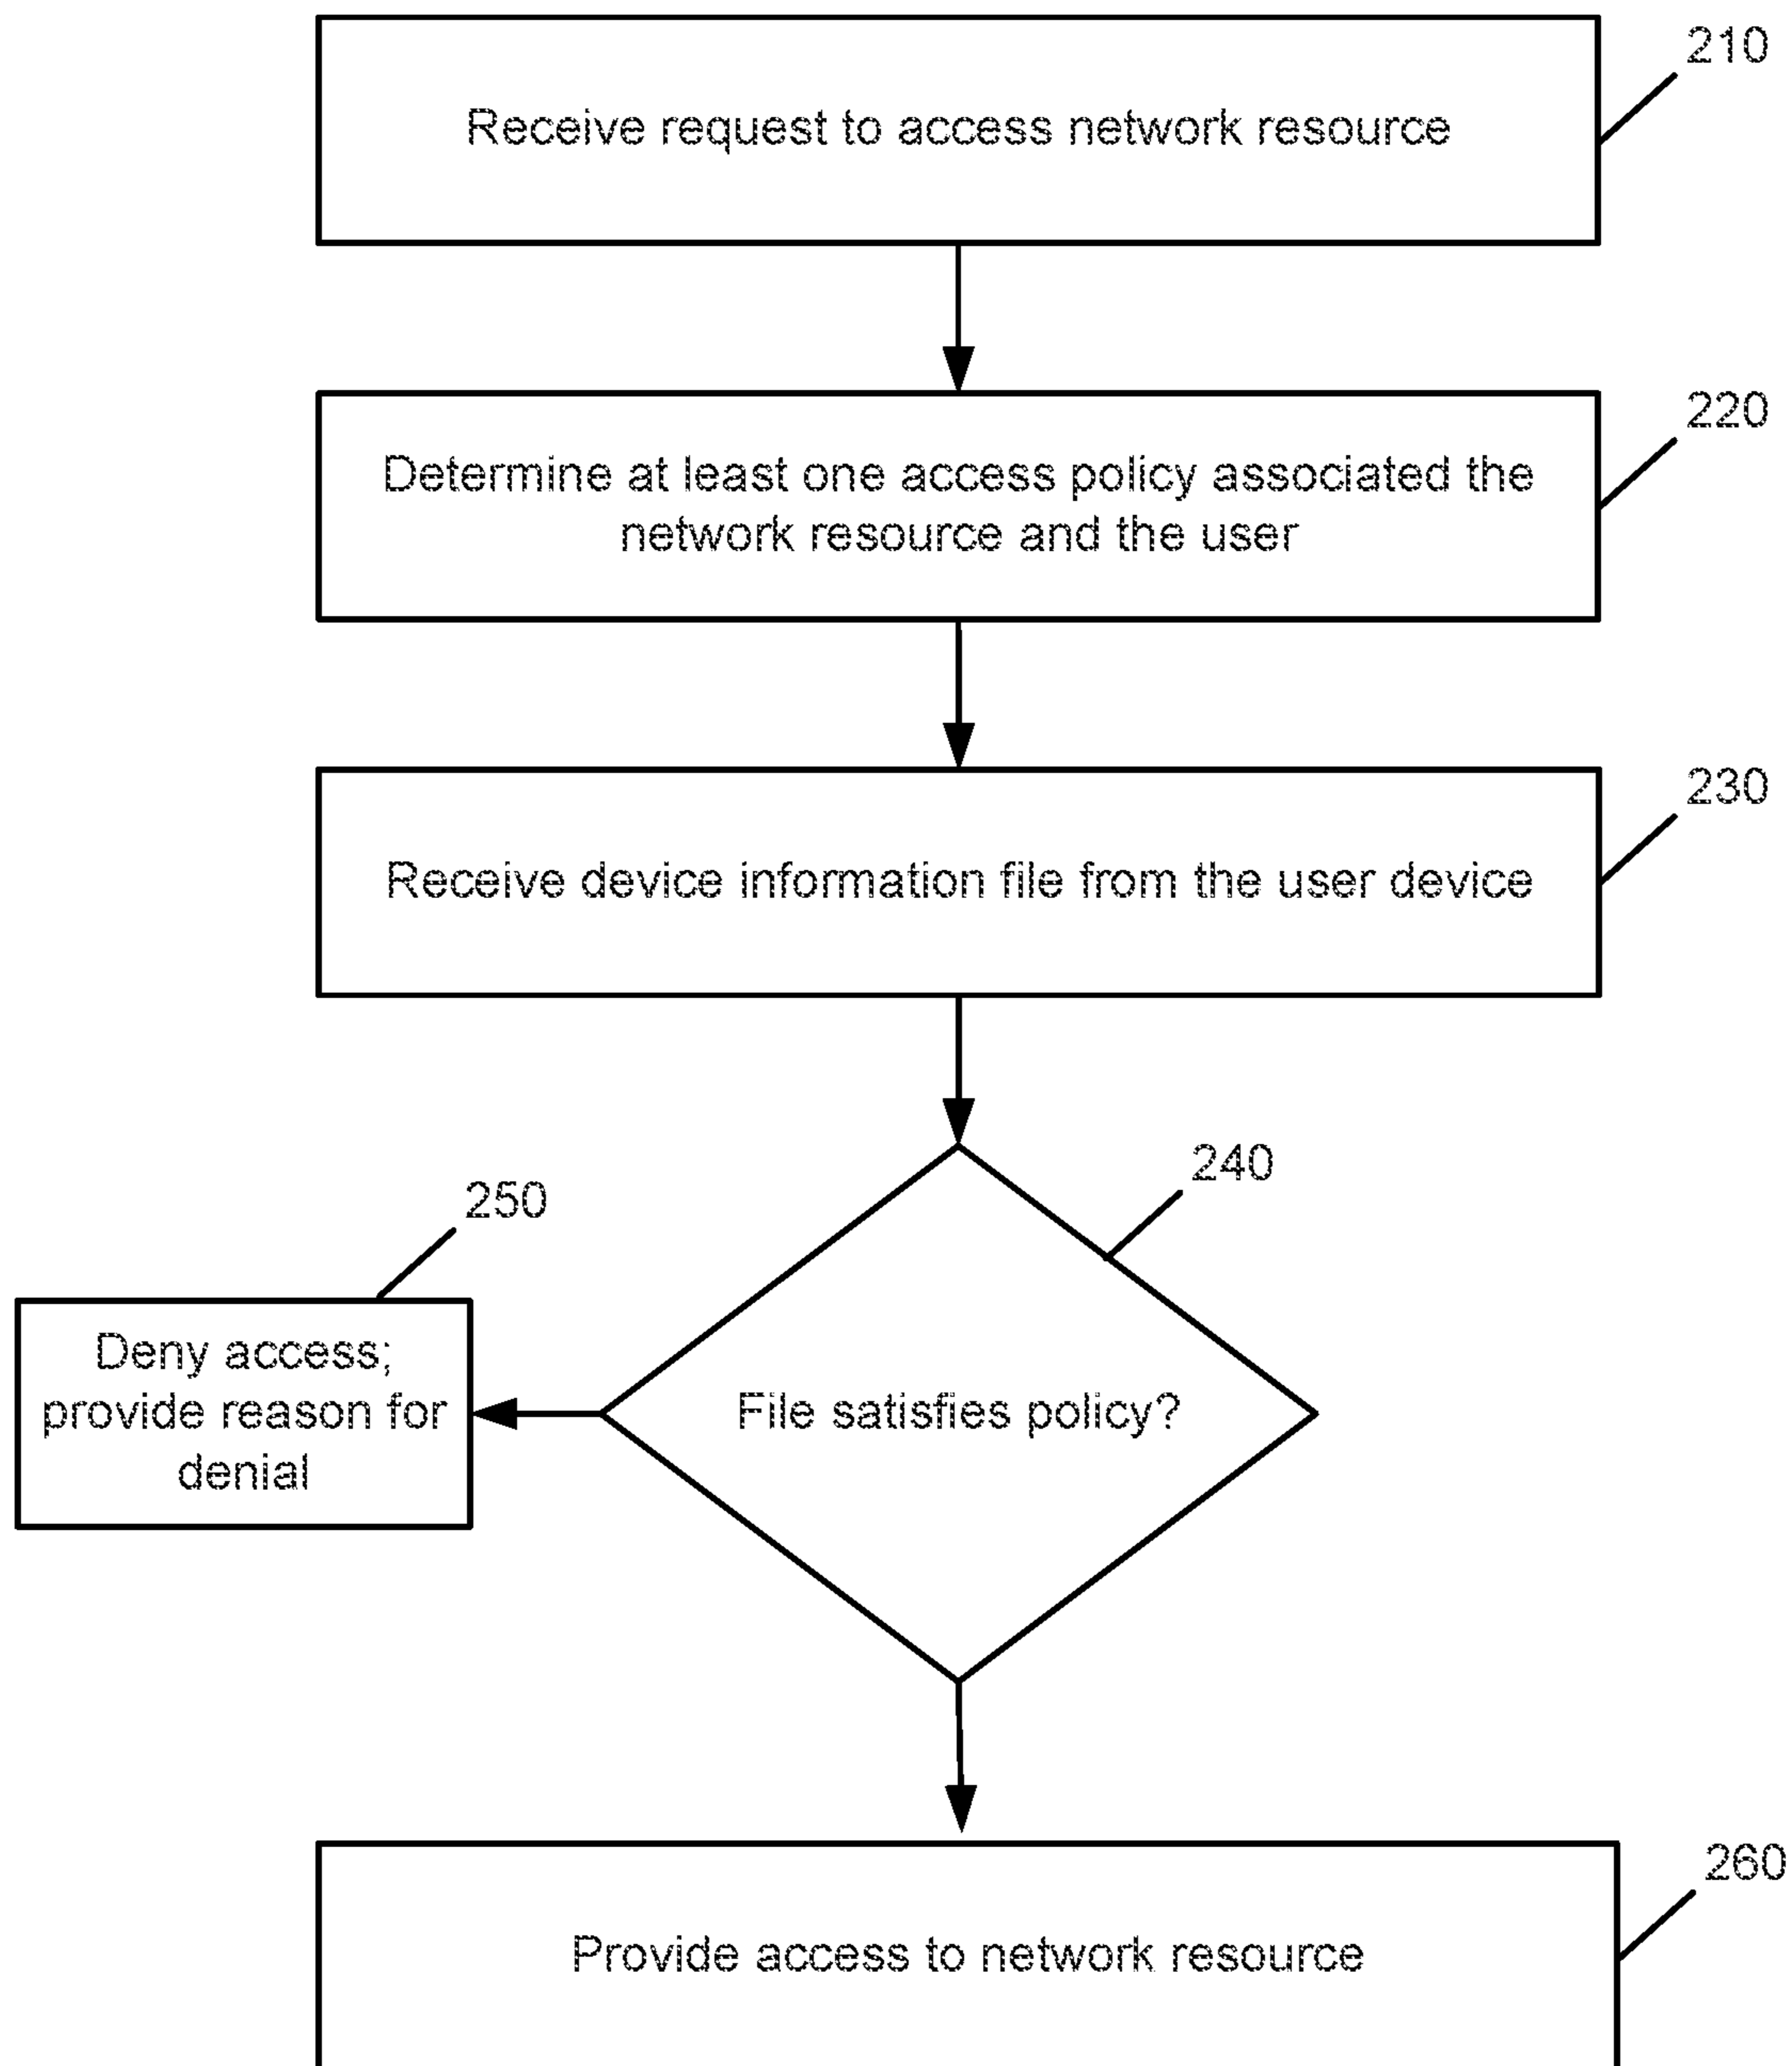 210
Receive request to access network resource
220
Determine at least one access policy associated the
network resource and the user
230
Receive device information file from the user device
240
250
Deny access;
provide reason for
denial
File satisfies policy?
260
Provide access to network resource